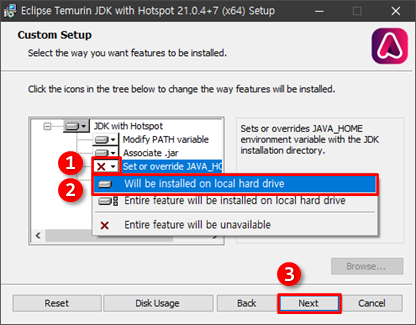 Eclipse Temurin JDK with Hotspot 21.0.4+7 (x64) Setup
Custom Setup
Select the way you want features to be installed.
Click the icons in the tree below to change the way features will be installed.
JDK with Hotspot
Modify PATH variable
Associate .jar
1
Set or override JAVA_HO
2
Will be installed on local hard drive
Entire feature will be installed on local hard drive
Entire feature will be unavailable
Sets or overrides JAVA_HOME
environment variable with the JDK
installation directory.
Browse...
3
Reset
Disk Usage
Back
Next
Cancel